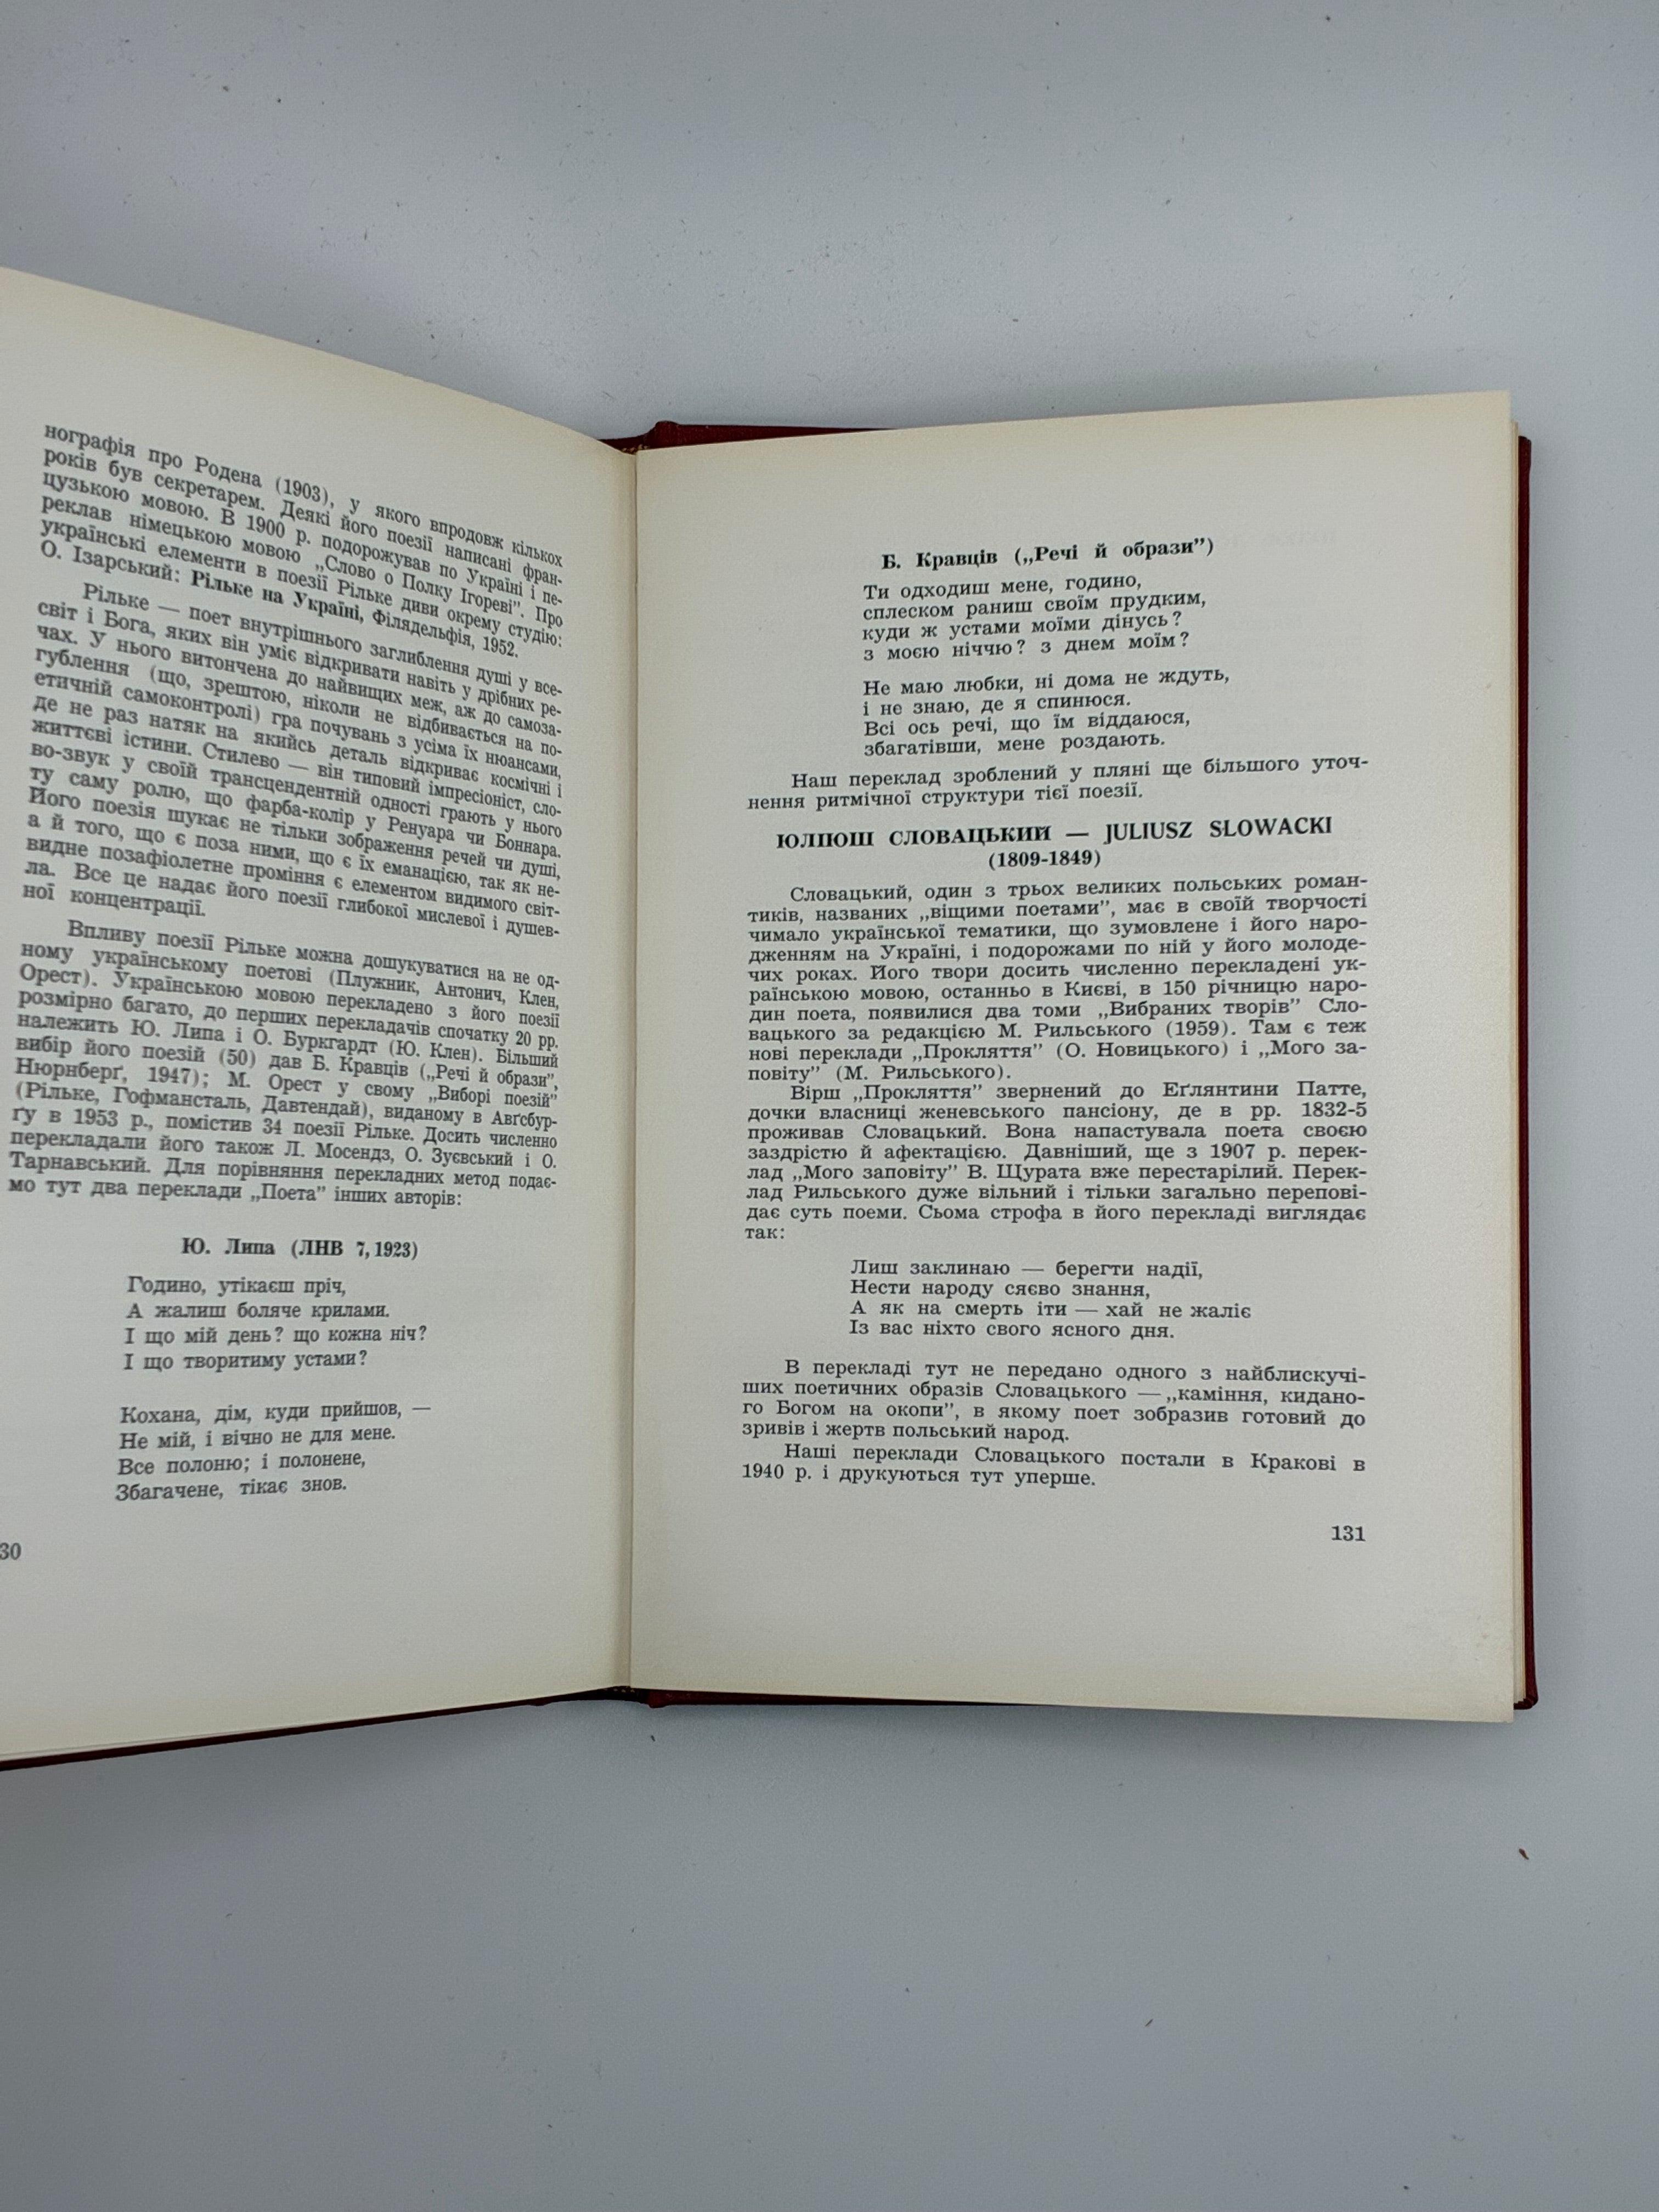 нографія про Родена (1903), у якого впродовж кількох
років був секретарем. Деякі його поезії написані фран-
цузькою мовою. В 1900 р. подорожував по Україні і пе-
реклав німецькою мовою „Слово о Полку Ігореві”. Про
українські елементи в поезії Рільке диви окрему студію:
О. Ізарський: Рільке на Україні, Філядельфія, 1952.
Рільке — поет внутрішнього заглиблення душі у все-
світ і Бога, яких він уміє відкривати навіть у дрібних ре-
чах. У нього витончена до найвищих меж, аж до самоза-
гублення (що, зрештою, ніколи не відбивається на по-
етичній самоконтролі) гра почувань з усіма їх нюансами,
де не раз натяк на якийсь деталь відкриває космічні і
життєві істини. Стилево — він типовий імпресіоніст, сло-
во-звук у своїй трансцендентній одності грають у нього
ту саму ролю, що фарба-колір у Ренуара чи Боннара.
Його поезія шукає не тільки зображення речей чи душі,
а й того, що є поза ними, що є їх еманацією, так як не-
видне позафіолетне проміння є елементом видимого світ-
ла. Все це надає його поезії глибокої мислевої і душев-
ної концентрації.
Впливу поезії Рільке можна дошукуватися на не од-
ному українському поетові (Плужник, Антонич, Клен,
Орест). Українською мовою перекладено з його поезії
розмірно багато, до перших перекладачів спочатку 20 рр.
належить Ю. Липа і О. Буркгардт (Ю. Клен). Більший
вибір його поезій (50) дав Б. Кравців („Речі й образи”,
Нюрнберґ, 1947); М. Орест у свому „Виборі поезій”
(Рільке, Гофмансталь, Давтендай), виданому в Авґсбур-
ґу в 1953 р., помістив 34 поезії Рільке. Досить численно
перекладали його також Л. Мосендз, О. Зуєвський і О.
Тарнавський. Для порівняння перекладних метод подає-
мо тут два переклади „Поета” інших авторів:
Ю. Липа (ЛНВ 7, 1923)
Годино, утікаєш пріч,
А жалиш боляче крилами.
І що мій день? що кожна ніч?
І що творитиму устами?
Кохана, дім, куди прийшов, —
Не мій, і вічно не для мене.
Все полоню; і полонене,
Збагачене, тікає знов.
30
Б. Кравців („Речі й образи”)
Ти одходиш мене, годино,
сплеском раниш своїм прудким,
куди ж устами моїми дінусь?
з моєю ніччю? з днем моїм?
Не маю любки, ні дома не ждуть,
і не знаю, де я спинюся.
Всі ось речі, що їм віддаюся,
збагатівши, мене роздають.
Наш переклад зроблений у пляні ще більшого уточ-
нення ритмічної структури тієї поезії.
ЮЛІЮШ СЛОВАЦЬКИЙ — JULIUSZ SLOWACKI
(1809-1849)
Словацький, один з трьох великих польських роман-
тиків, названих „віщими поетами”, має в своїй творчості
чимало української тематики, що зумовлене і його наро-
дженням на Україні, і подорожами по ній у його молоде-
чих роках. Його твори досить численно перекладені ук-
раїнською мовою, останньо в Києві, в 150 річницю наро-
дин поета, появилися два томи „Вибраних творів” Сло-
вацького за редакцією М. Рильського (1959). Там є теж
нові переклади „Прокляття” (О. Новицького) і „Мого за-
повіту” (М. Рильського).
Вірш „Прокляття” звернений до Еґлянтини Патте,
дочки власниці женевського пансіону, де в рр. 1832-5
проживав Словацький. Вона напастувала поета своєю
заздрістю й афектацією. Давніший, ще з 1907 р. перек-
лад „Мого заповіту” В. Щурата вже перестарілий. Перек-
лад Рильського дуже вільний і тільки загально переповi-
дає суть поеми. Сьома строфа в його перекладі виглядає
так:
Лиш заклинаю — берегти надії,
Нести народу сяєво знання,
А як на смерть іти — хай не жаліє
Із вас ніхто свого ясного дня.
В перекладі тут не передано одного з найблискучі-
ших поетичних образів Словацького — „каміння, кидано-
го Богом на окопи”, в якому поет зобразив готовий до
зривів і жертв польський народ.
Наші переклади Словацького постали в Кракові в
1940 р. і друкуються тут уперше.
131